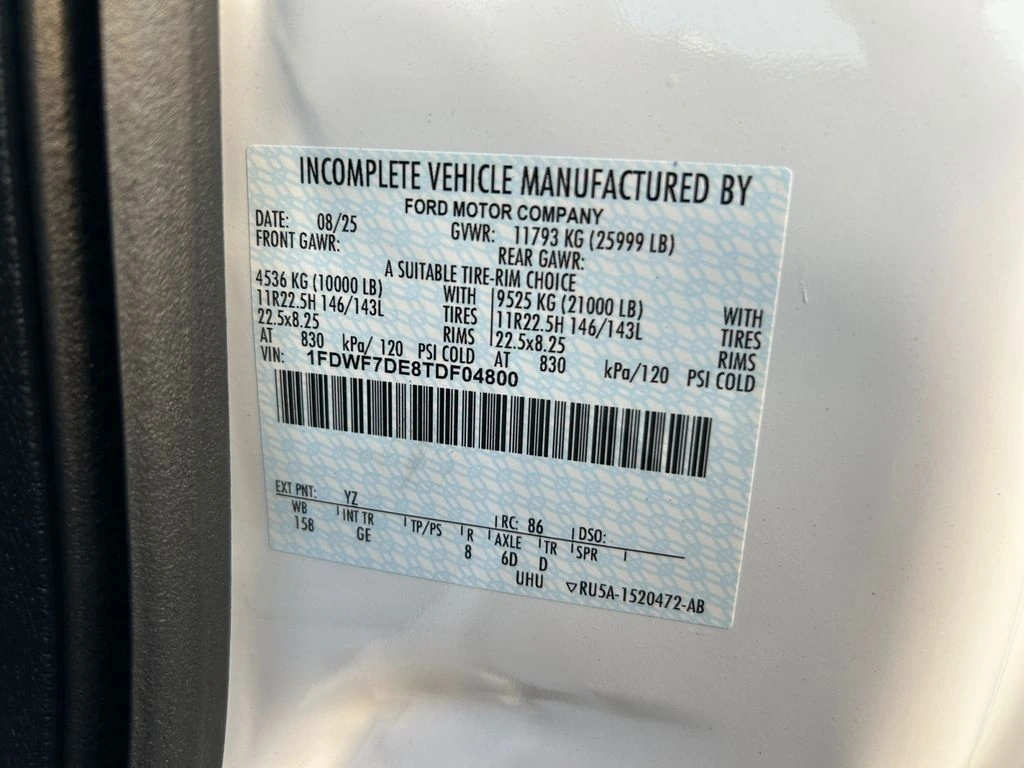 INCOMPLETE VEHICLE MANUFACTURED BY
FORD MOTOR COMPANY
DATE: 08/25 GVWR: 11793 KG (25999 LB)
FRONT GAWR: REAR GAWR:
A SUITABLE TIRE-RIM CHOICE
4536 KG (10000 LB) WITH 9525 KG (21000 LB) WITH
11R22.5H 146/143L TIRES 11R22.5H 146/143L TIRES
22.5x8.25 RIMS 22.5x8.25 RIMS
AT 830 kPa/ 120 PSI COLD AT 830 kPa/120 PSI COLD
VIN: 1FDWF7DE8TDF04800
EXT PNT: YZ RC: 86 DSO:
WB INT TR TP/PS R AXLE TR SPR
158 GE 8 6D D
UHU ▽RU5A-1520472-AB